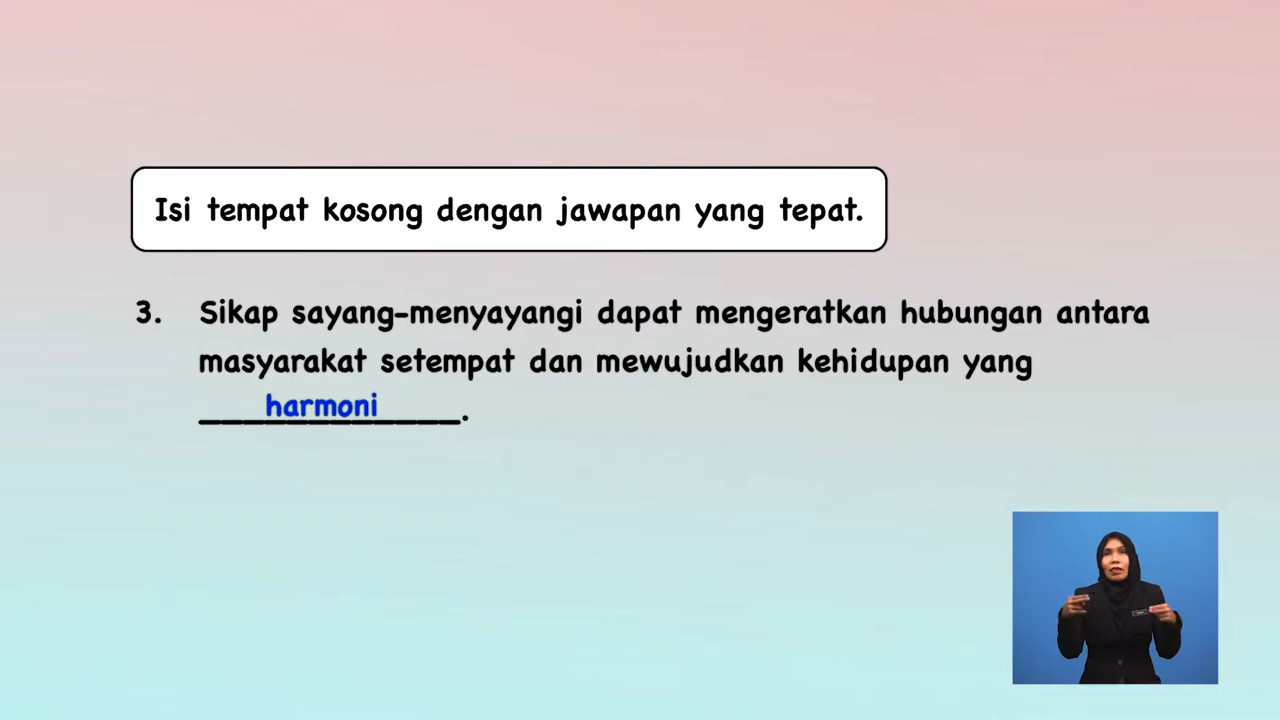 Isi tempat kosong dengan jawapan yang tepat.
3. Sikap sayang-menyayangi dapat mengeratkan hubungan antara
masyarakat setempat dan mewujudkan kehidupan yang
____________.harmoni